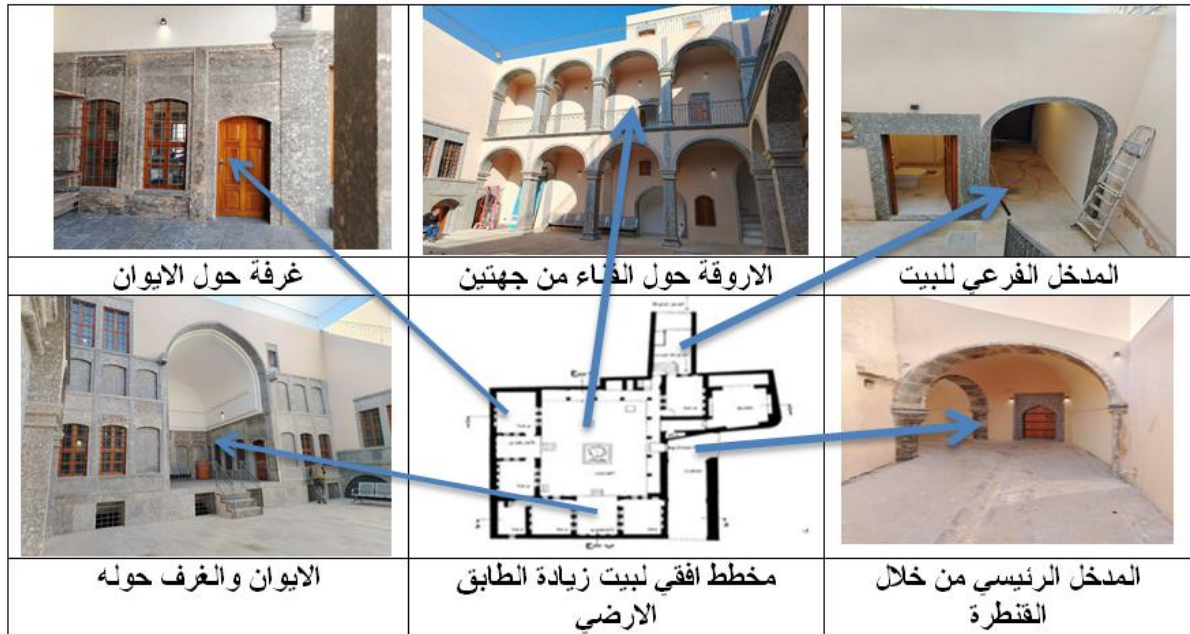 غرفة حول الايوان
الاروقة حول الفناء من جهتين
المدخل الفرعي للبيت
الايوان والغرف حوله
مخطط افقي لبيت زيادة الطابق
الارضي
المدخل الرئيسي من خلال
القنطرة